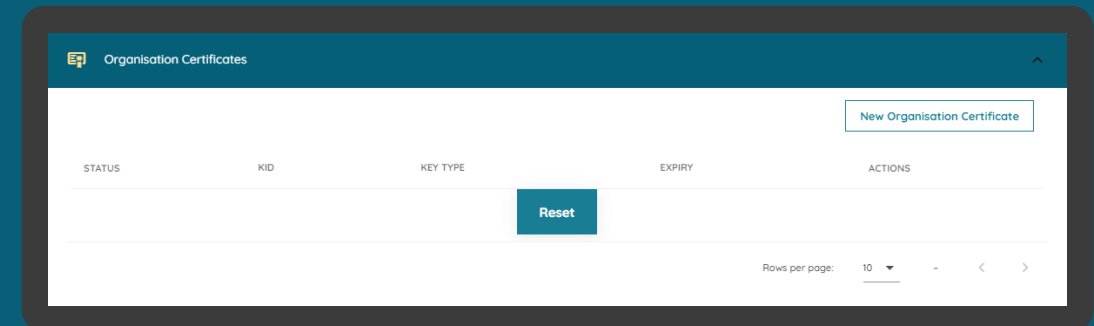 Organisation Certificates
New Organisation Certificate
STATUS KID KEY TYPE EXPIRY ACTIONS
Reset
Rows per page: 10 -